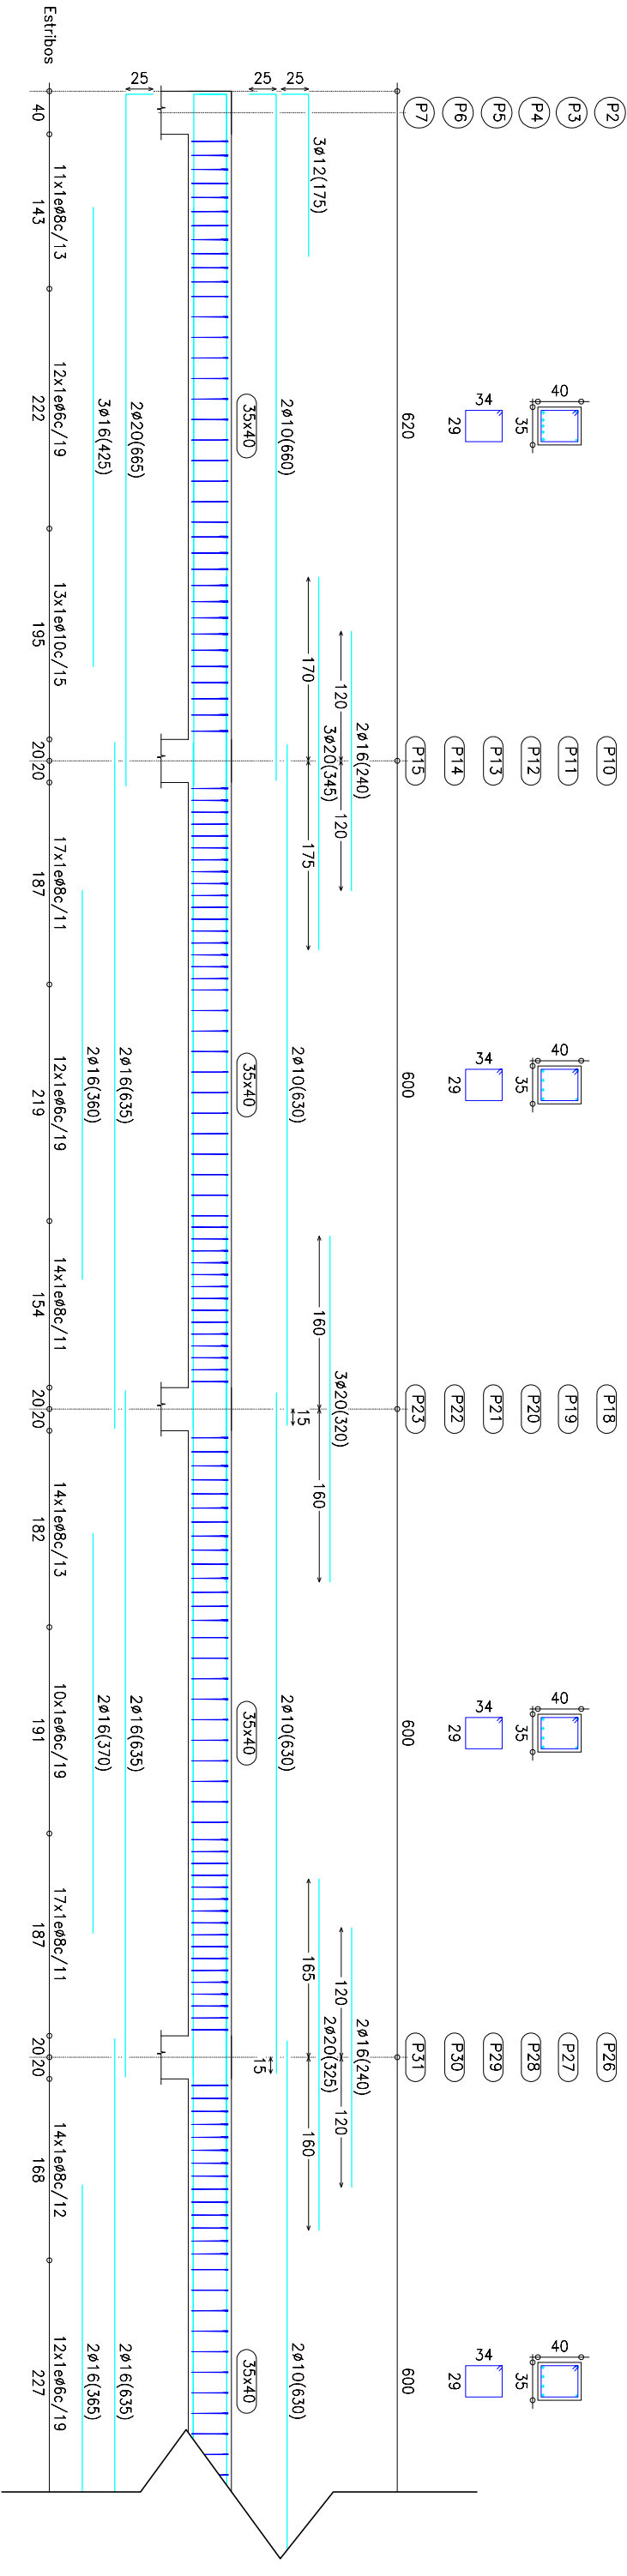 P2 P10 P18 P26
P3 P11 P19 P27
P4 P12 P20 P28
P5 P13 P21 P29
P6 P14 P22 P30
P7 P15 P23 P31
40 40 40 40
35 35 35 35
34 34 34 34
29 29 29 29
620 600 600 600
2ø16(240) 2ø16(240)
120 120 120 120
3ø20(345) 3ø20(320) 2ø20(325)
3ø12(175)
170 175 160 160 165 160
25 25 15 15
2ø10(660) 2ø10(630) 2ø10(630) 2ø10(630)
35x40 35x40 35x40 35x40
25
2ø20(665) 2ø16(635) 2ø16(635) 2ø16(635)
3ø16(425) 2ø16(360) 2ø16(370) 2ø16(365)
Estribos 11x1eø8c/13 12x1eø6c/19 13x1eø10c/15 17x1eø8c/11 12x1eø6c/19 14x1eø8c/11 14x1eø8c/13 10x1eø6c/19 17x1eø8c/11 14x1eø8c/12 12x1eø6c/19
40 143 222 195 20 20 187 219 154 20 20 182 191 187 20 20 168 227